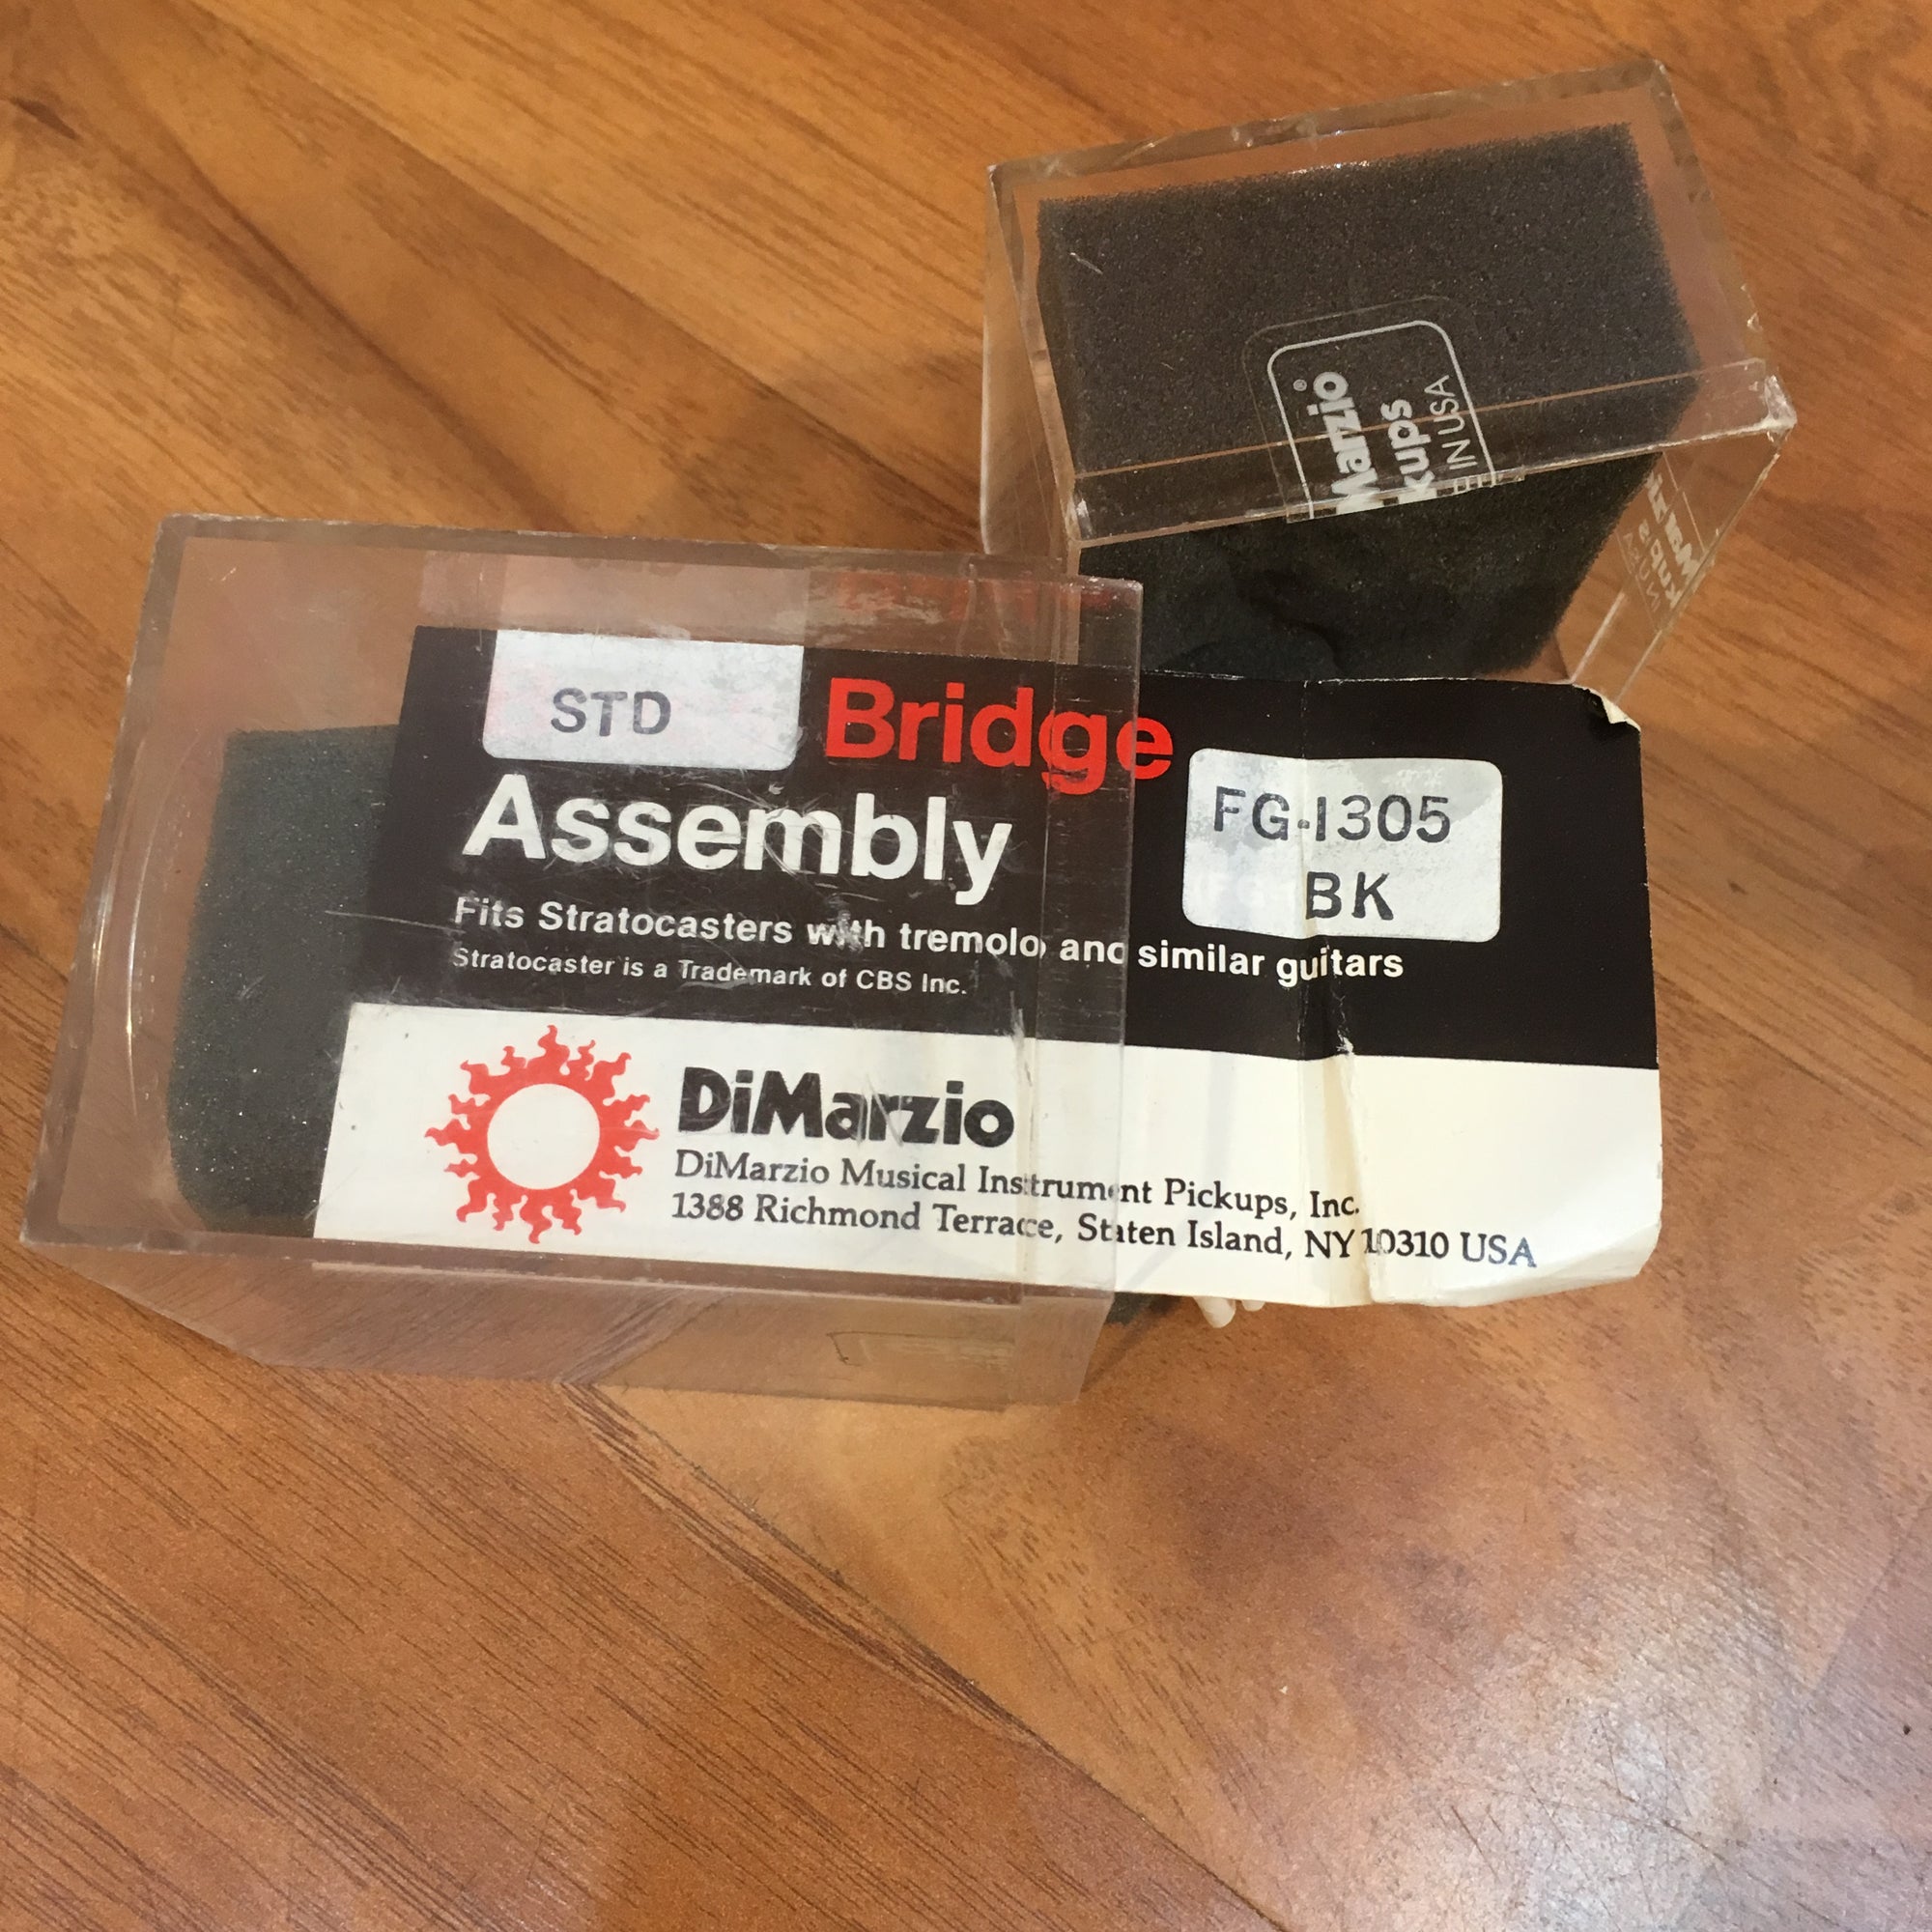 Marzio®
kups
IN USA
STD
Bridge
Assembly
FG-1305
BK
Fits Stratocasters with tremolo and similar guitars
Stratocaster is a Trademark of CBS Inc.
DiMarzio
DiMarzio Musical Instrument Pickups, Inc.
1388 Richmond Terrace, Staten Island, NY 10310 USA